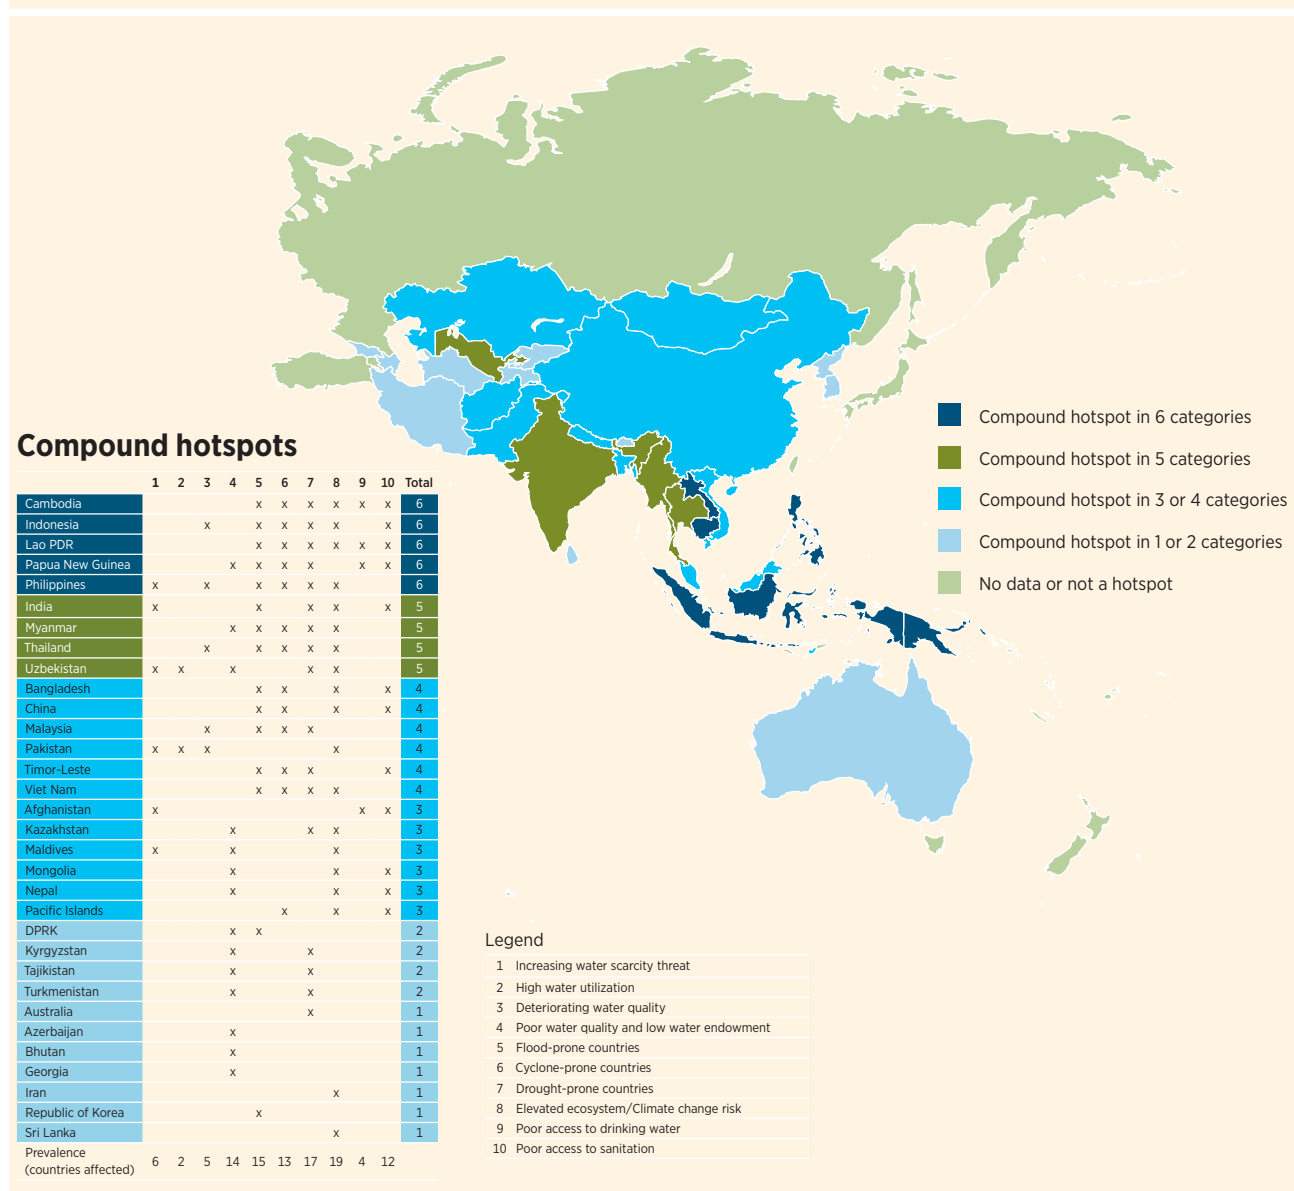 Compound hotspots
1 2 3 4 5 6 7 8 9 10 Total
Cambodia x x x x x x 6
Indonesia x x x x x x 6
Lao PDR x x x x x x 6
Papua New Guinea x x x x x x 6
Philippines x x x x x x 6
India x x x x x 5
Myanmar x x x x x 5
Thailand x x x x x 5
Uzbekistan x x x x x 5
Bangladesh x x x x 4
China x x x x 4
Malaysia x x x x 4
Pakistan x x x x 4
Timor-Leste x x x x 4
Viet Nam x x x x 4
Afghanistan x x x 3
Kazakhstan x x x 3
Maldives x x x 3
Mongolia x x x 3
Nepal x x x 3
Pacific Islands x x x 3
DPRK x x 2
Kyrgyzstan x x 2
Tajikistan x x 2
Turkmenistan x x 2
Australia x 1
Azerbaijan x 1
Bhutan x 1
Georgia x 1
Iran x 1
Republic of Korea x 1
Sri Lanka x 1
Prevalence
(countries affected) 6 2 5 14 15 13 17 19 4 12
Compound hotspot in 6 categories
Compound hotspot in 5 categories
Compound hotspot in 3 or 4 categories
Compound hotspot in 1 or 2 categories
No data or not a hotspot
Legend
1 Increasing water scarcity threat
2 High water utilization
3 Deteriorating water quality
4 Poor water quality and low water endowment
5 Flood-prone countries
6 Cyclone-prone countries
7 Drought-prone countries
8 Elevated ecosystem/Climate change risk
9 Poor access to drinking water
10 Poor access to sanitation